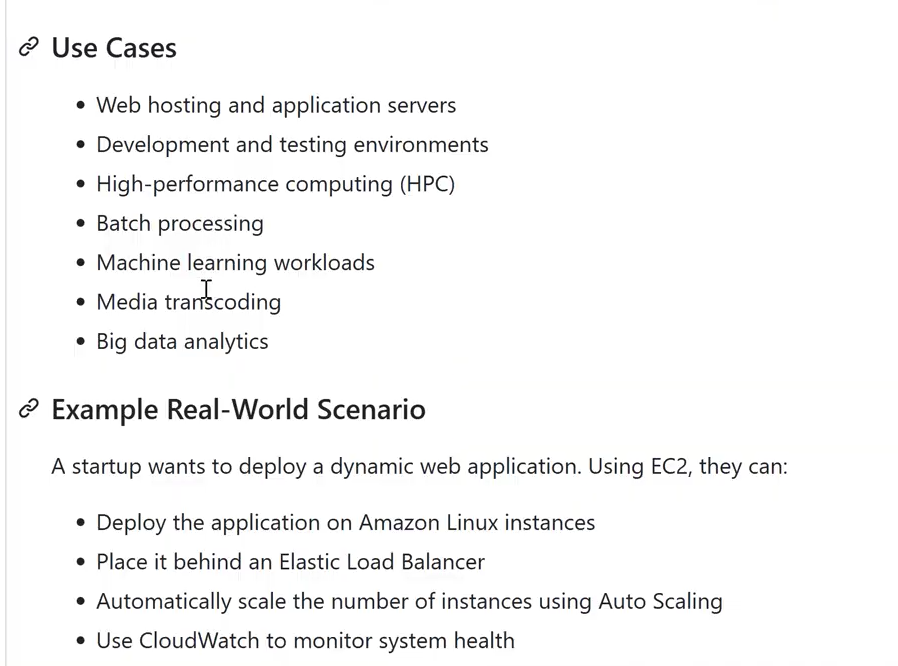 Use Cases
Web hosting and application servers
Development and testing environments
High-performance computing (HPC)
Batch processing
Machine learning workloads
Media transcoding
Big data analytics
Example Real-World Scenario
A startup wants to deploy a dynamic web application. Using EC2, they can:
Deploy the application on Amazon Linux instances
Place it behind an Elastic Load Balancer
Automatically scale the number of instances using Auto Scaling
Use CloudWatch to monitor system health